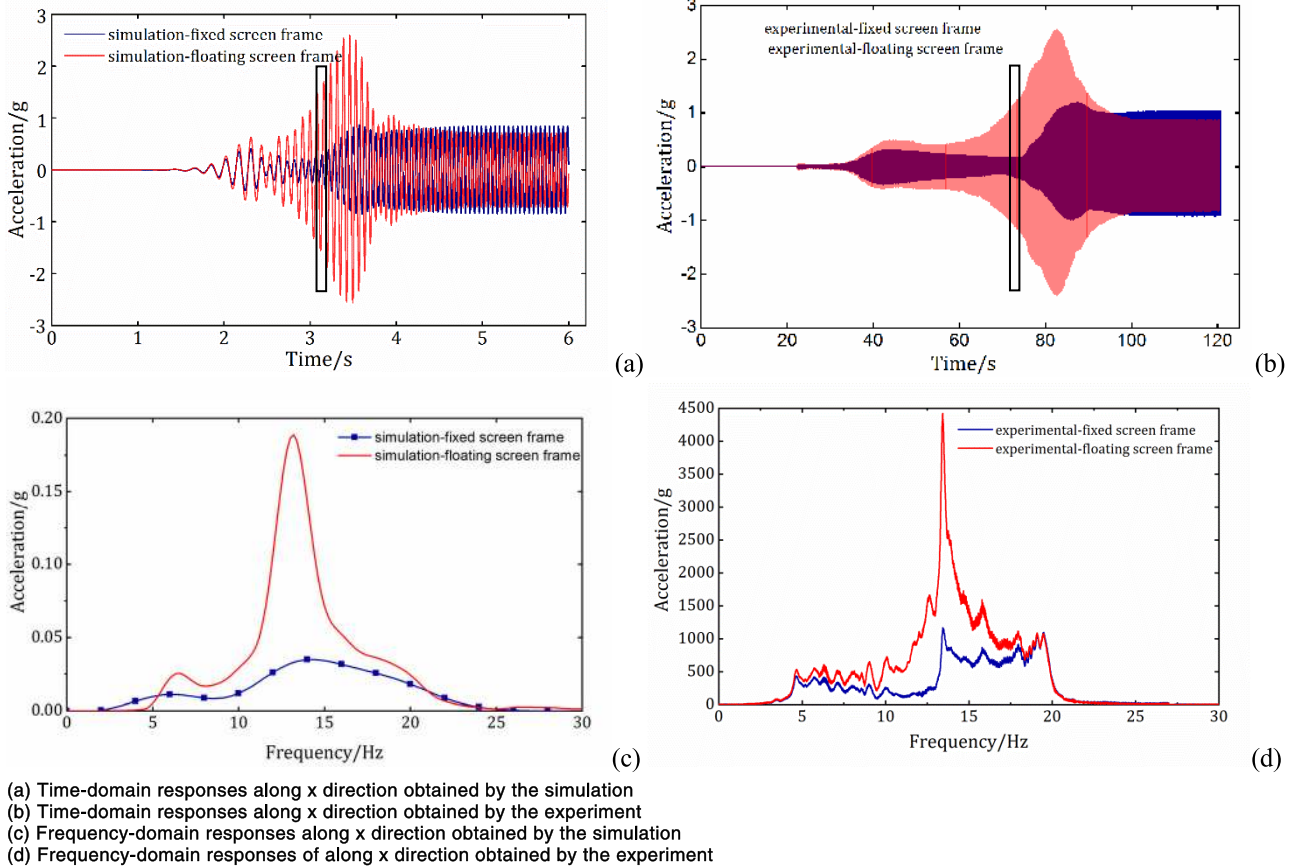 3
2
1
0
-1
-2
-3
Acceleration/g
simulation-fixed screen frame
simulation-floating screen frame
0 1 2 3 4 5 6
Time/s
(a)
3
2
1
0
-1
-2
-3
Acceleration/g
experimental-fixed screen frame
experimental-floating screen frame
0 20 40 60 80 100 120
Time/s
(b)
0.20
0.15
0.10
0.05
0.00
Acceleration/g
simulation-fixed screen frame
simulation-floating screen frame
0 5 10 15 20 25 30
Frequency/Hz
(c)
4500
4000
3500
3000
2500
2000
1500
1000
500
0
Acceleration/g
experimental-fixed screen frame
experimental-floating screen frame
0 5 10 15 20 25 30
Frequency/Hz
(d)
(a) Time-domain responses along x direction obtained by the simulation
(b) Time-domain responses along x direction obtained by the experiment
(c) Frequency-domain responses along x direction obtained by the simulation
(d) Frequency-domain responses of along x direction obtained by the experiment